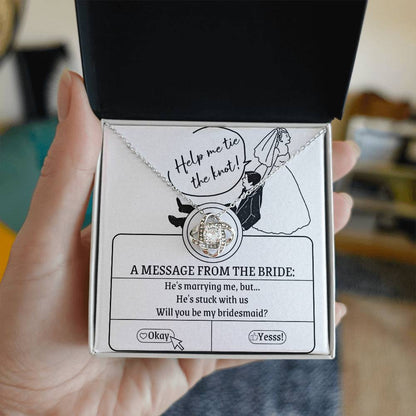 Help me tie
the knot!
A MESSAGE FROM THE BRIDE:
He's marrying me, but...
He's stuck with us
Will you be my bridesmaid?
Okay
Yesss!